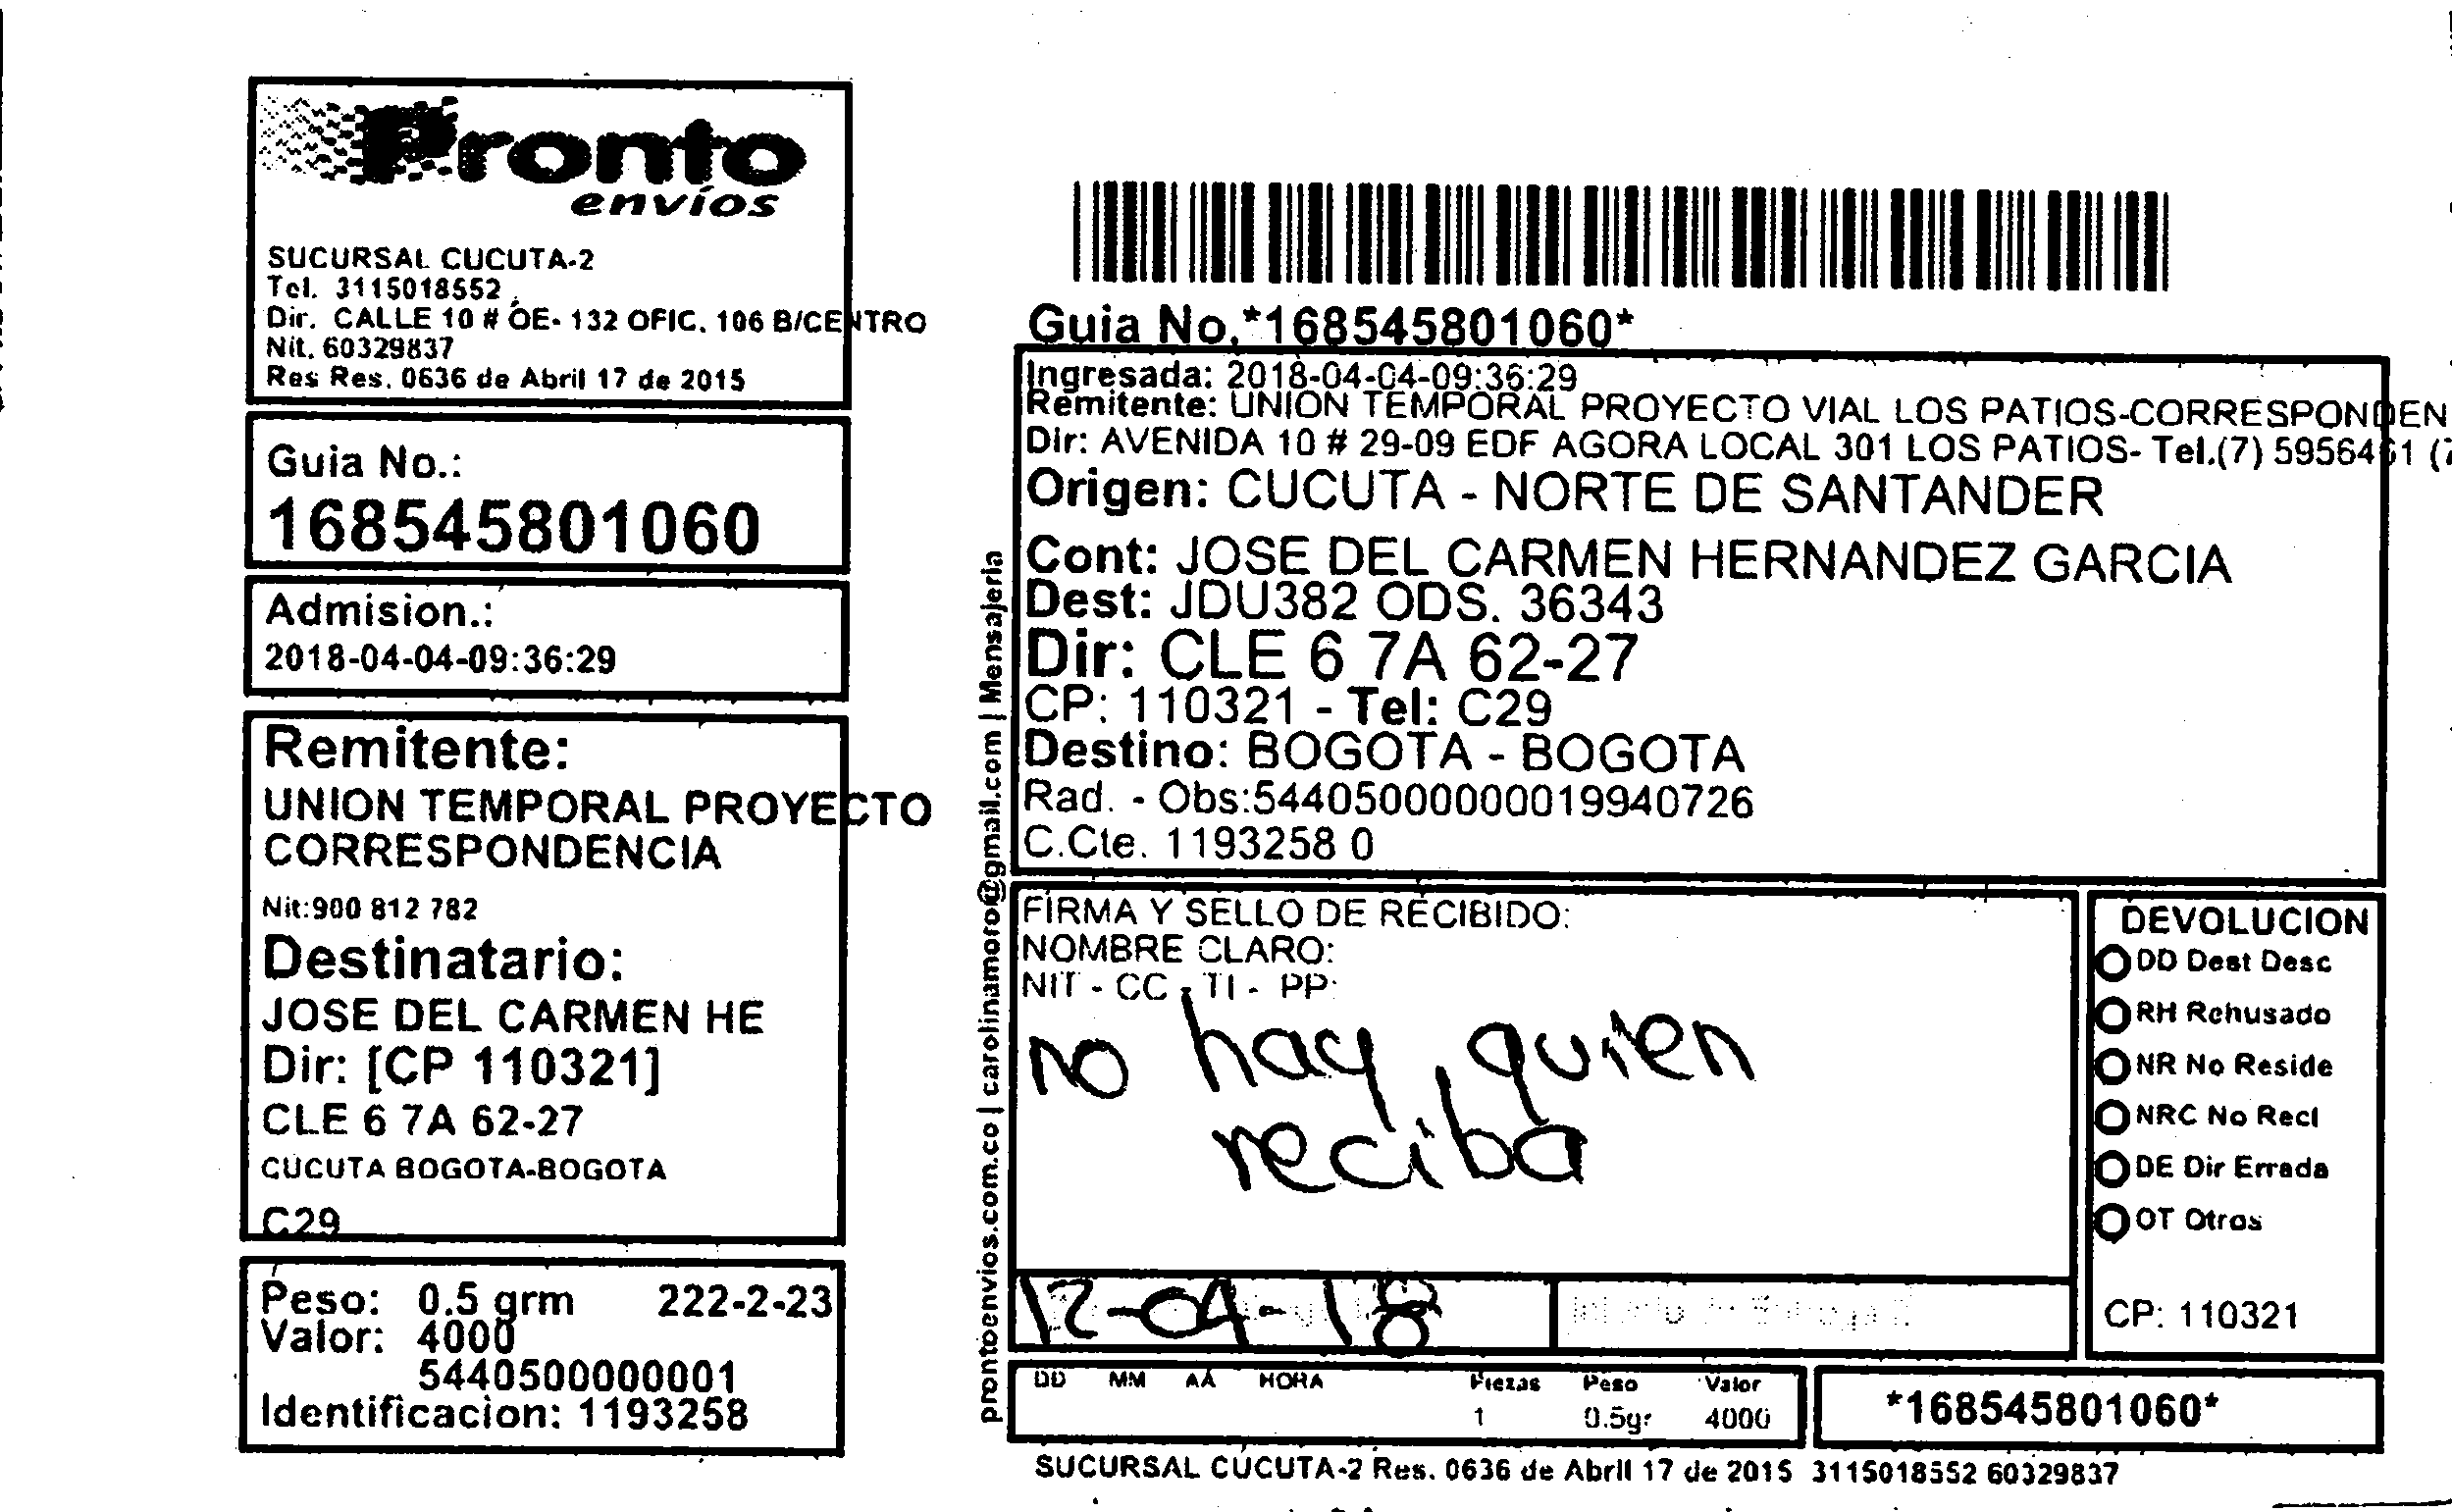 Pronto
envíos
SUCURSAL CUCUTA-2
Tel. 3115018552
Dir. CALLE 10 # OE- 132 OFIC. 106 B/CENTRO
Nit. 60329837
Res Res. 0636 de Abril 17 de 2015
Guia No.:
168545801060
Admision.:
2018-04-04-09:36:29
Remitente:
UNION TEMPORAL PROYECTO
CORRESPONDENCIA
Nit:900 812 782
Destinatario:
JOSE DEL CARMEN HE
Dir: [CP 110321]
CLE 6 7A 62-27
CUCUTA BOGOTA-BOGOTA
C29
Peso: 0.5 grm 222-2-23
Valor: 4000
5440500000001
Identificacion: 1193258
prontoenvios.com.co | carolinamoro@gmail.com | Mensajeria
Guia No.*168545801060*
Ingresada: 2018-04-04-09:36:29
Remitente: UNION TEMPORAL PROYECTO VIAL LOS PATIOS-CORRESPONDEN
Dir: AVENIDA 10 # 29-09 EDF AGORA LOCAL 301 LOS PATIOS- Tel.(7) 5956461 (7
Origen: CUCUTA - NORTE DE SANTANDER
Cont: JOSE DEL CARMEN HERNANDEZ GARCIA
Dest: JDU382 ODS. 36343
Dir: CLE 6 7A 62-27
CP: 110321 - Tel: C29
Destino: BOGOTA - BOGOTA
Rad. - Obs:544050000000019940726
C.Cte. 1193258 0
FIRMA Y SELLO DE RECIBIDO:
NOMBRE CLARO:
NIT - CC - TI - PP:
no hay quien
reciba
12-04-18
DEVOLUCION
DD Dest Desc
RH Rehusado
NR No Reside
NRC No Recl
DE Dir Errada
OT Otros
CP: 110321
DD MM AA HORA Piezas Peso Valor
1 0.5gr 4000
*168545801060*
SUCURSAL CUCUTA-2 Res. 0636 de Abril 17 de 2015 3115018552 60329837